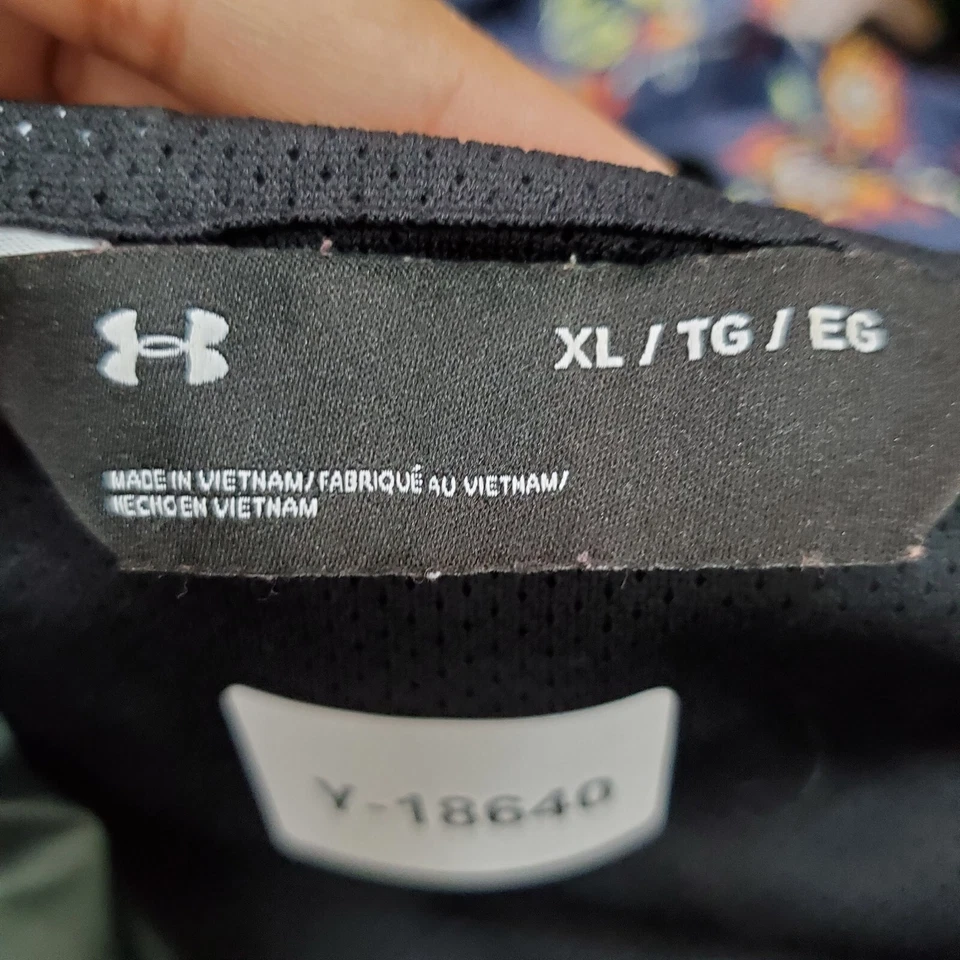 XL / TG / EG
MADE IN VIETNAM/FABRIQUÉ AU VIETNAM/
HECHO EN VIETNAM
Y-18640